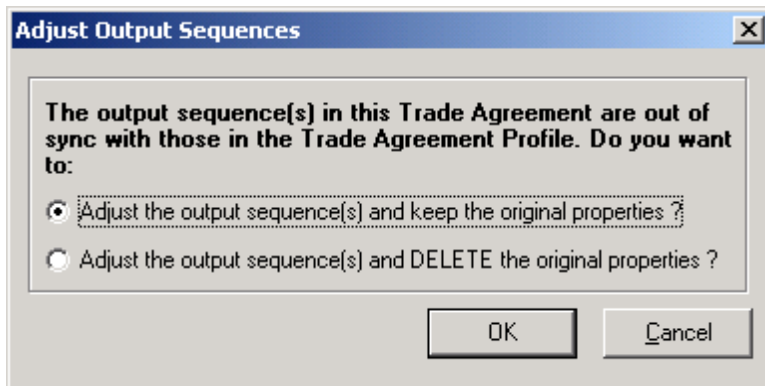 Adjust Output Sequences
The output sequence(s) in this Trade Agreement are out of
sync with those in the Trade Agreement Profile. Do you want
to:
Adjust the output sequence(s) and keep the original properties ?
Adjust the output sequence(s) and DELETE the original properties ?
OK
Cancel